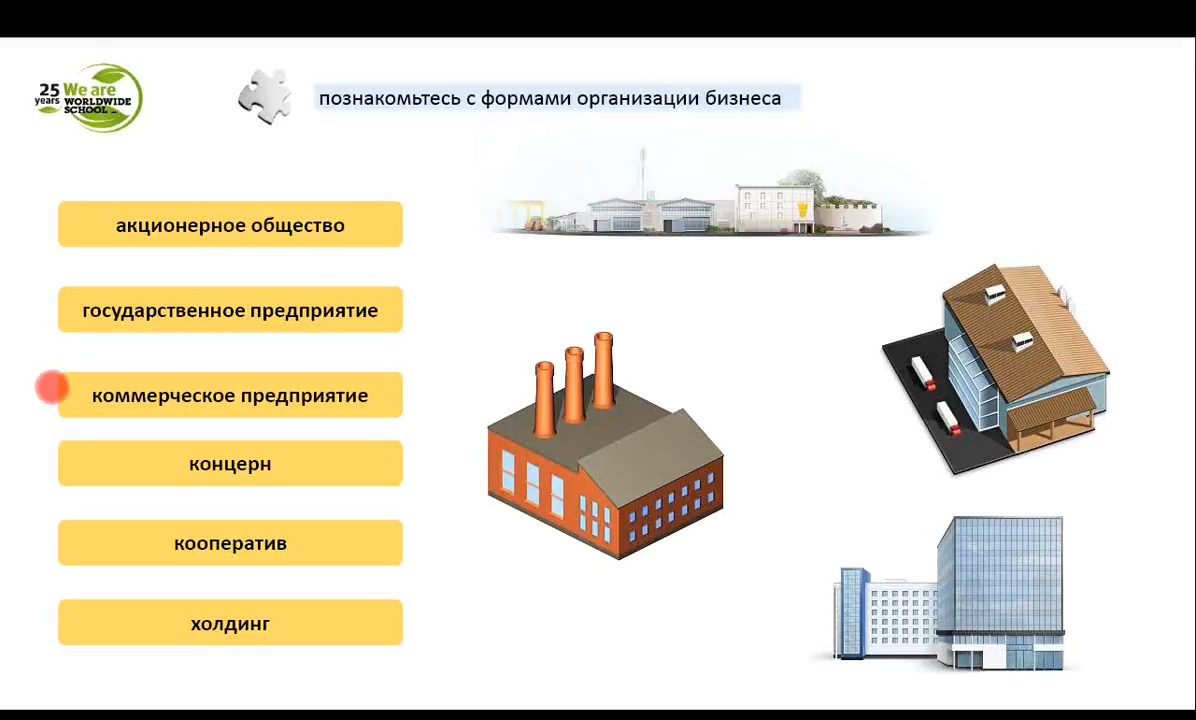 25 We are
years WORLDWIDE
SCHOOL
познакомьтесь с формами организации бизнеса
акционерное общество
государственное предприятие
коммерческое предприятие
концерн
кооператив
холдинг